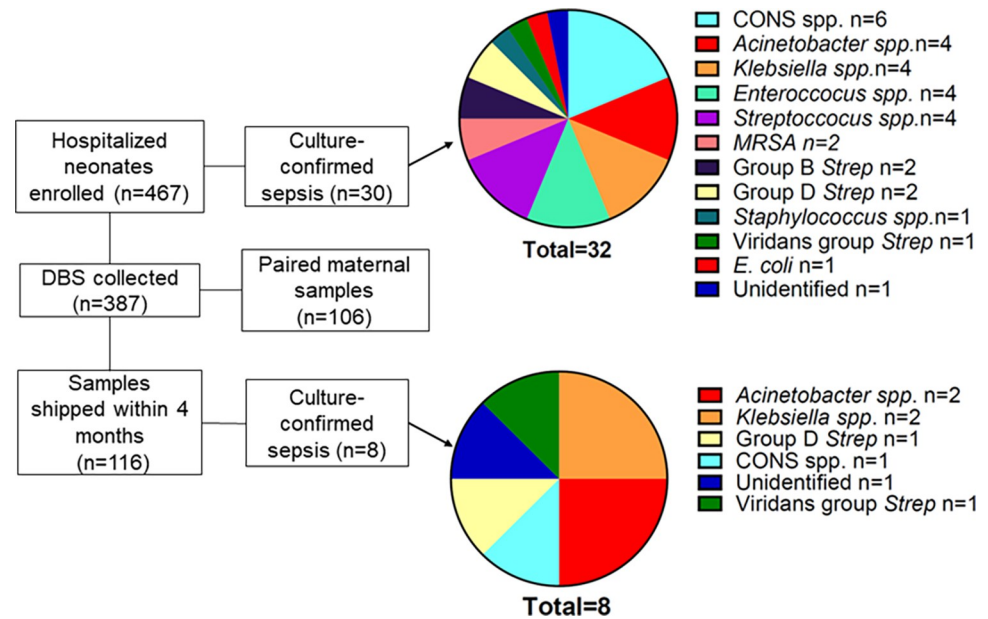 Hospitalized
neonates
enrolled (n=467)
Culture-
confirmed
sepsis (n=30)
Total=32
CONS spp. n=6
Acinetobacter spp.n=4
Klebsiella spp.n=4
Enteroccocus spp. n=4
Streptoccocus spp.n=4
MRSA n=2
Group B Strep n=2
Group D Strep n=2
Staphylococcus spp.n=1
Viridans group Strep n=1
E. coli n=1
Unidentified n=1
DBS collected
(n=387)
Paired maternal
samples
(n=106)
Samples
shipped within 4
months
(n=116)
Culture-
confirmed
sepsis (n=8)
Total=8
Acinetobacter spp. n=2
Klebsiella spp. n=2
Group D Strep n=1
CONS spp. n=1
Unidentified n=1
Viridans group Strep n=1